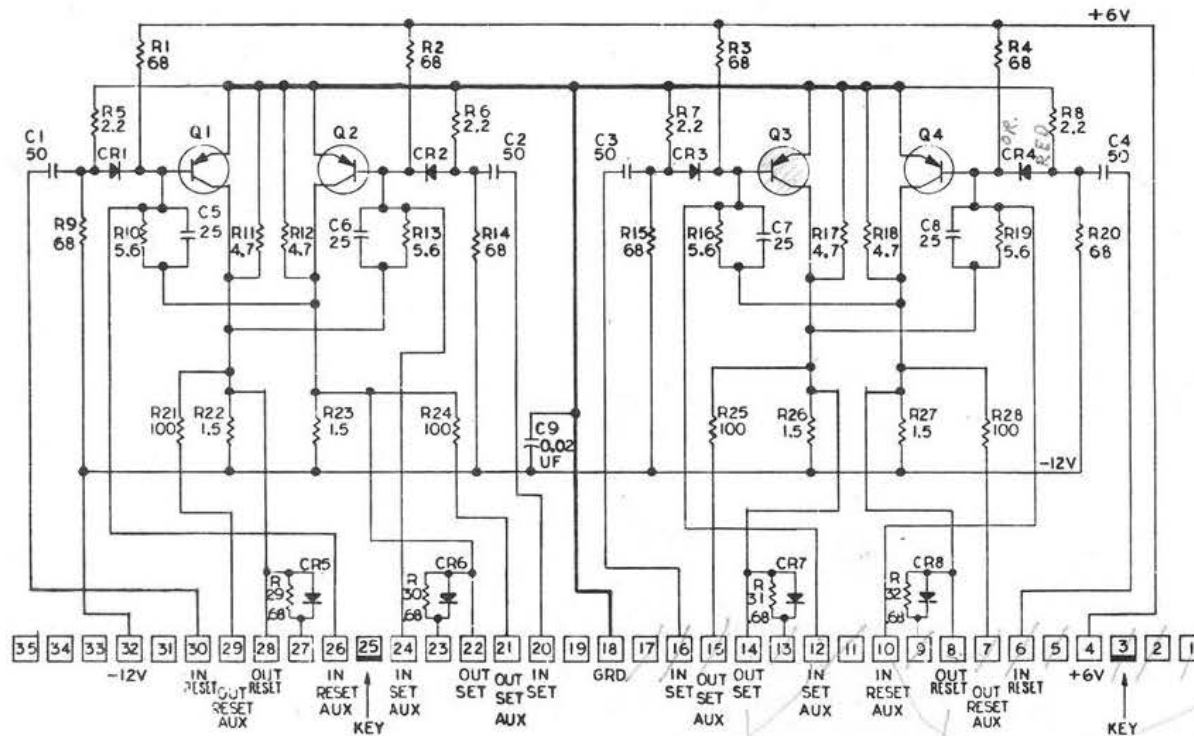 +6V
R1 68
R2 68
R3 68
R4 68
R5 2.2
R6 2.2
R7 2.2
R8 2.2
C1 50
CR1
Q1
Q2
CR2
C2 50
C3 50
CR3
Q3
Q4
OR.
CR4
RED
C4 50
R9 68
R10 5.6
C5 25
R11 4.7
R12 4.7
C6 25
R13 5.6
R14 68
R15 68
R16 5.6
C7 25
R17 4.7
R18 4.7
C8 25
R19 5.6
R20 68
R21 100
R22 1.5
R23 1.5
R24 100
C9 0.02 UF
R25 100
R26 1.5
R27 1.5
R28 100
-12V
R 29 .68
CR5
R 30 .68
CR6
R 31 .68
CR7
R 32 .68
CR8
35 34 33 32 31 30 29 28 27 26 25 24 23 22 21 20 19 18 17 16 15 14 13 12 11 10 9 8 7 6 5 4 3 2 1
-12V
IN RESET
OUT RESET AUX
OUT RESET
IN RESET AUX
KEY
IN SET AUX
OUT SET
OUT SET AUX
IN SET
GRD
IN SET
OUT SET AUX
OUT SET
IN SET AUX
IN RESET AUX
OUT RESET
OUT RESET AUX
IN RESET
+6V
KEY